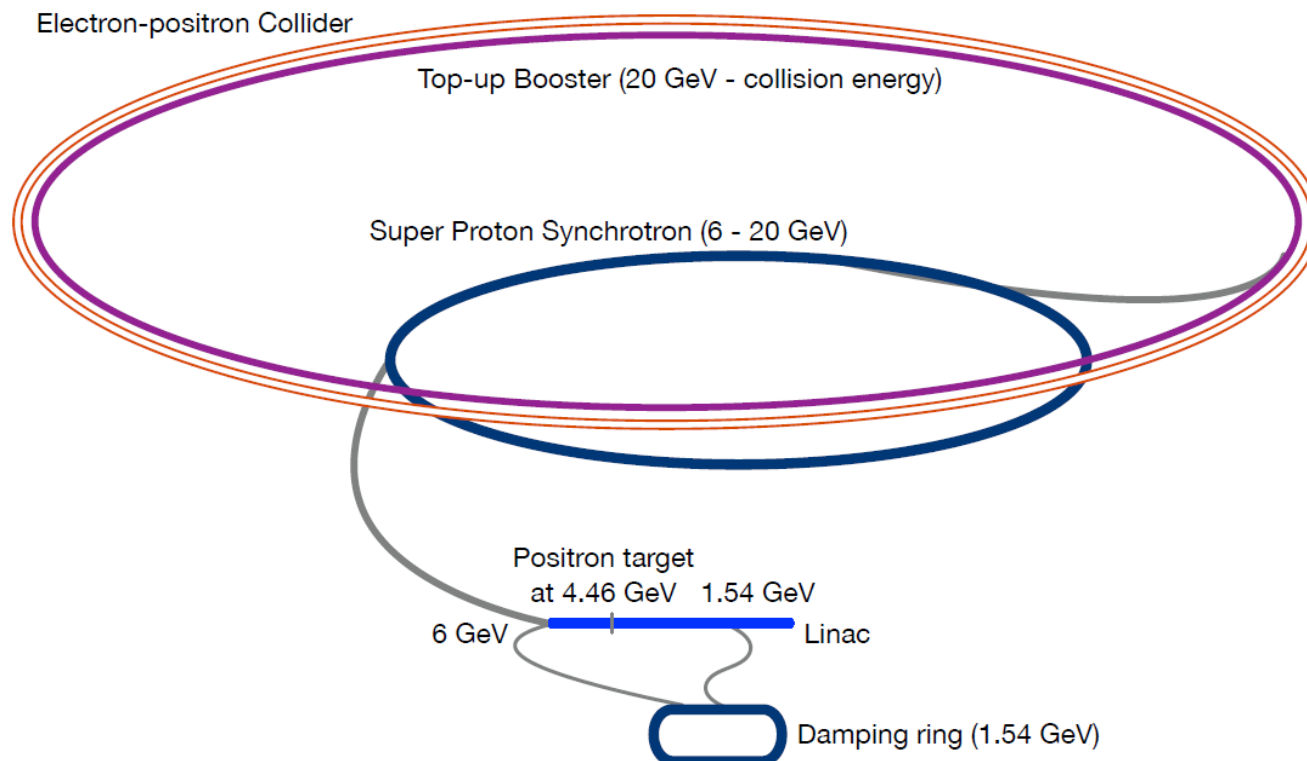 Electron-positron Collider
Top-up Booster (20 GeV - collision energy)
Super Proton Synchrotron (6 - 20 GeV)
Positron target
at 4.46 GeV 1.54 GeV
6 GeV
Linac
Damping ring (1.54 GeV)